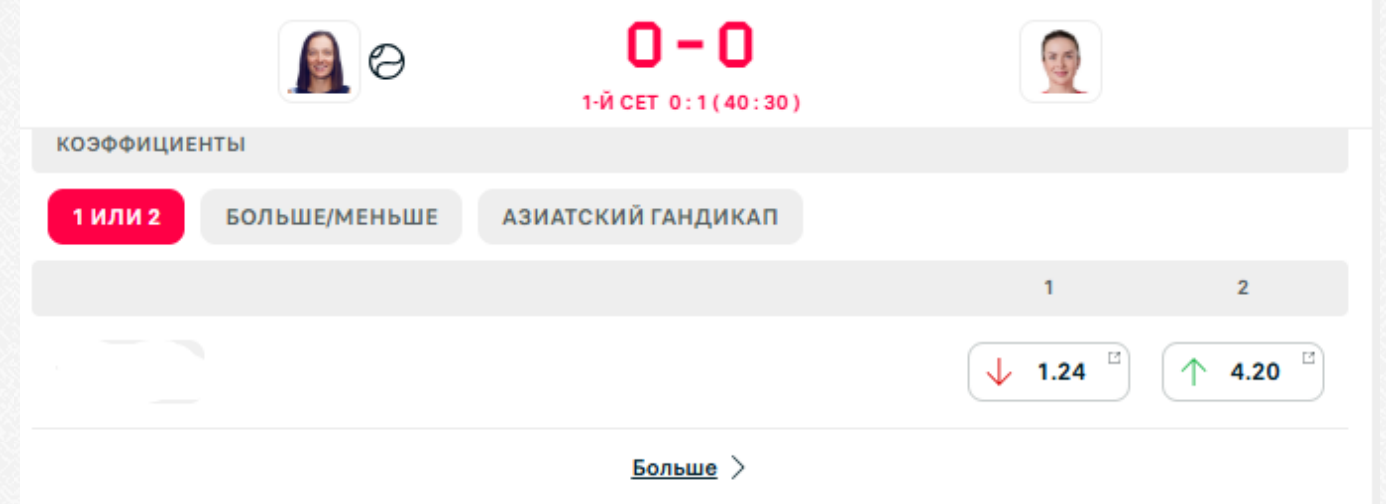 0-0
1-Й СЕТ 0:1(40:30)
КОЭФФИЦИЕНТЫ
1 ИЛИ 2 БОЛЬШЕ/МЕНЬШЕ АЗИАТСКИЙ ГАНДИКАП
1 2
1.24 4.20
Больше